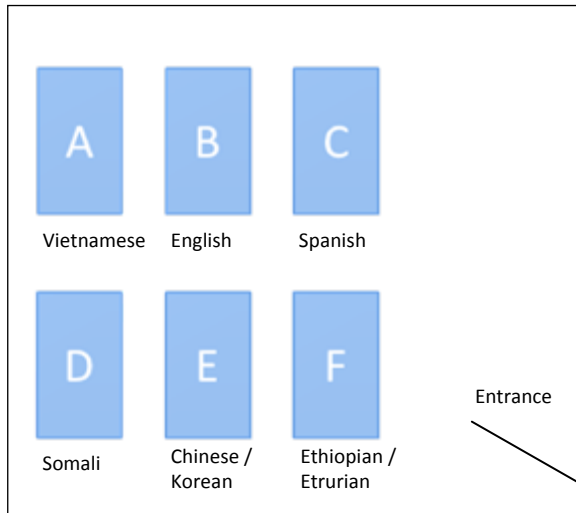 A B C
Vietnamese English Spanish
D E F
Entrance
Somali Chinese / Ethiopian /
Korean Etrurian